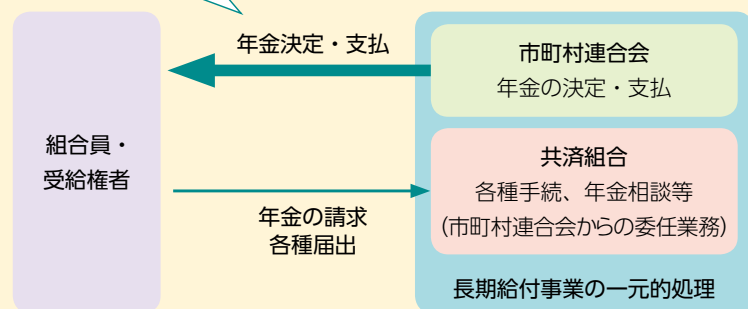 年金決定・支払
市町村連合会
年金の決定・支払
組合員・
受給権者
共済組合
各種手続、年金相談等
(市町村連合会からの委任業務)
年金の請求
各種届出
長期給付事業の一元的処理